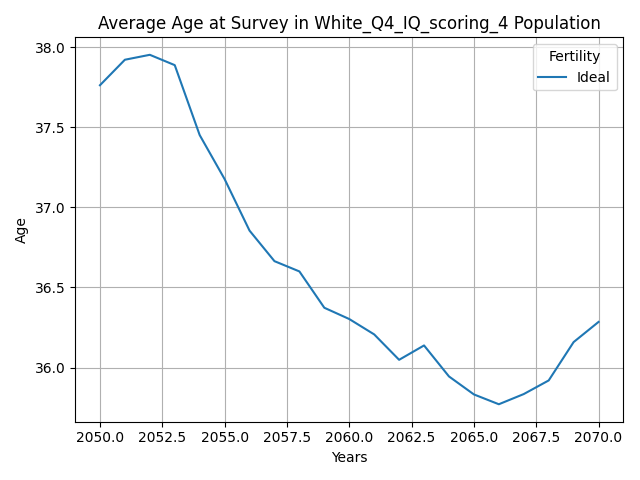 Average Age at Survey in White_Q4_IQ_scoring_4 Population
Fertility
Ideal
Age
38.0
37.5
37.0
36.5
36.0
2050.0 2052.5 2055.0 2057.5 2060.0 2062.5 2065.0 2067.5 2070.0
Years